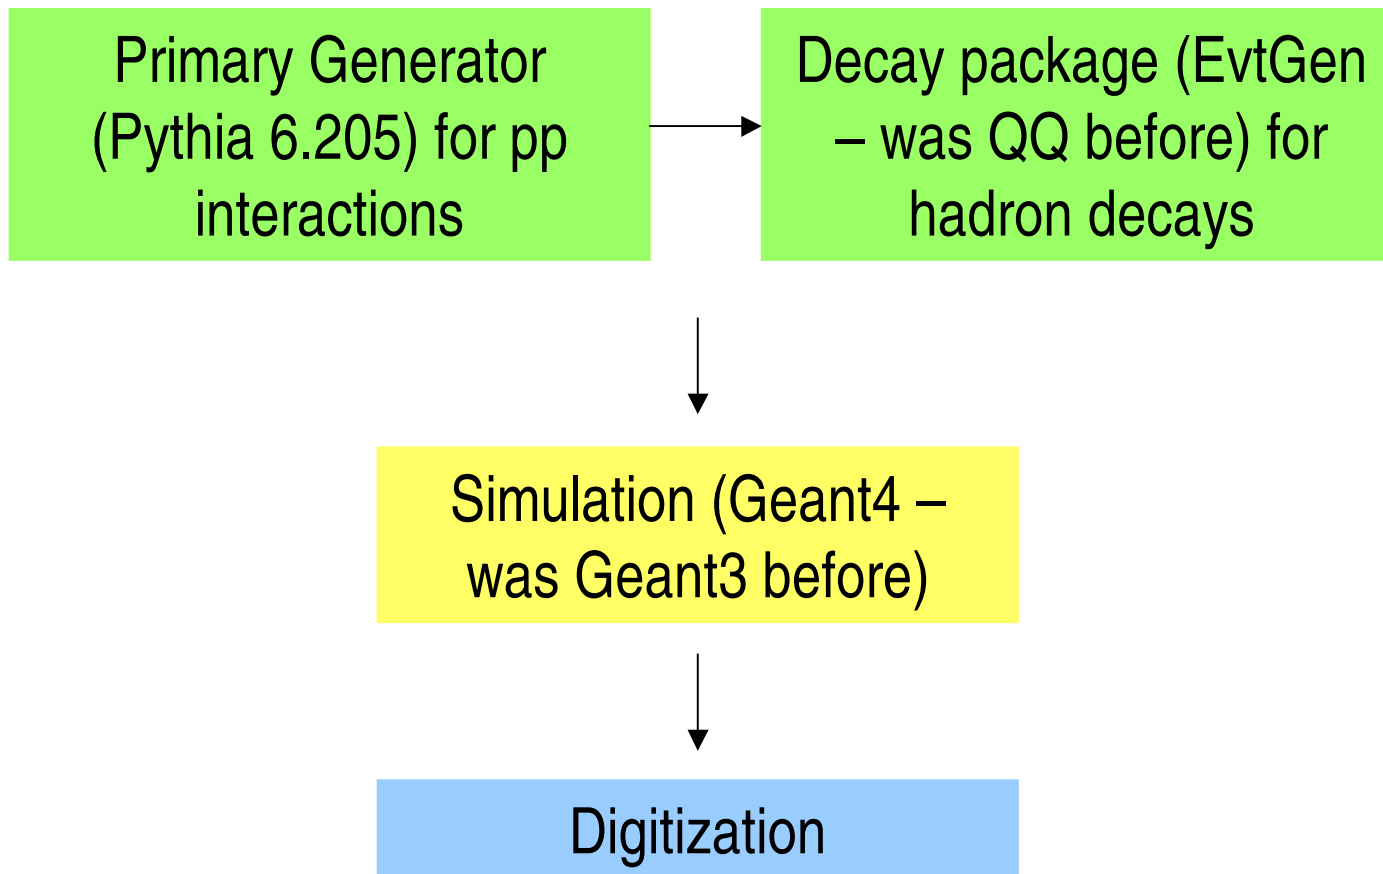 Primary Generator
(Pythia 6.205) for pp
interactions
Decay package (EvtGen
– was QQ before) for
hadron decays
Simulation (Geant4 –
was Geant3 before)
Digitization